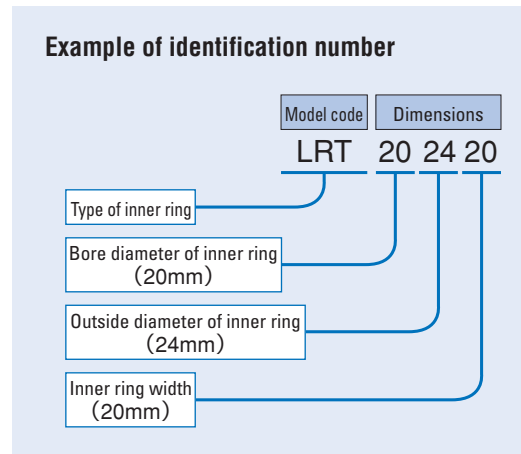 Example of identification number
Model code Dimensions
LRT 20 24 20
Type of inner ring
Bore diameter of inner ring
(20mm)
Outside diameter of inner ring
(24mm)
Inner ring width
(20mm)